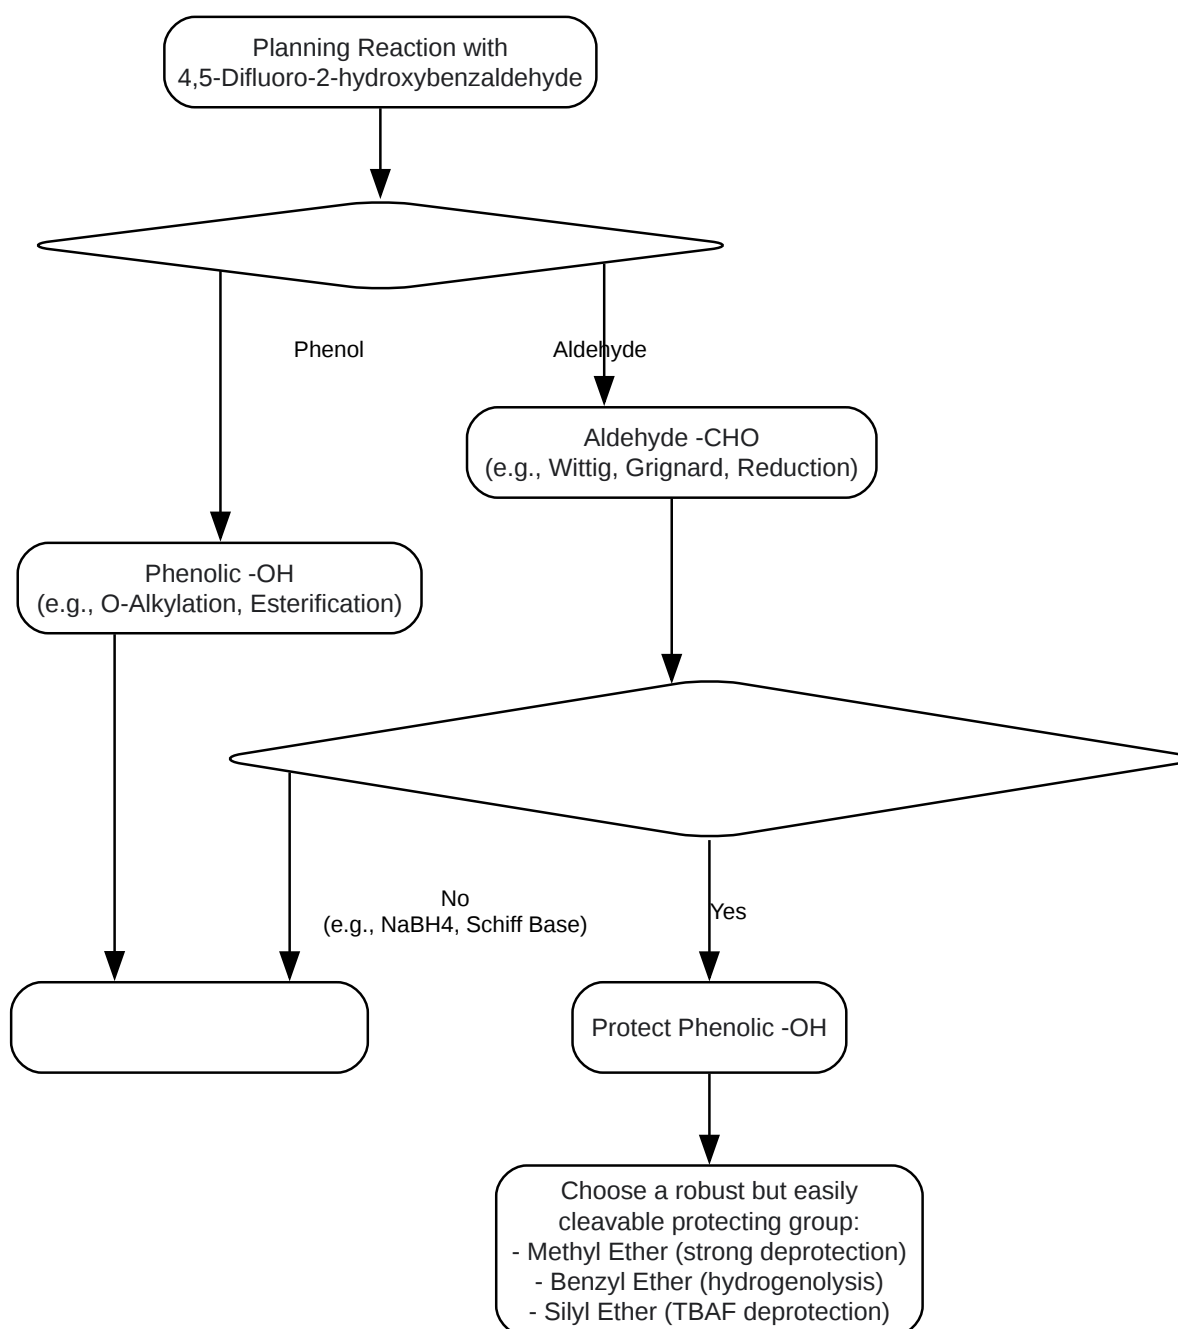 Planning Reaction with
4,5-Difluoro-2-hydroxybenzaldehyde
Phenol
Aldehyde
Aldehyde -CHO
(e.g., Wittig, Grignard, Reduction)
Phenolic -OH
(e.g., O-Alkylation, Esterification)
No
(e.g., NaBH4, Schiff Base)
Yes
Protect Phenolic -OH
Choose a robust but easily
cleavable protecting group:
- Methyl Ether (strong deprotection)
- Benzyl Ether (hydrogenolysis)
- Silyl Ether (TBAF deprotection)